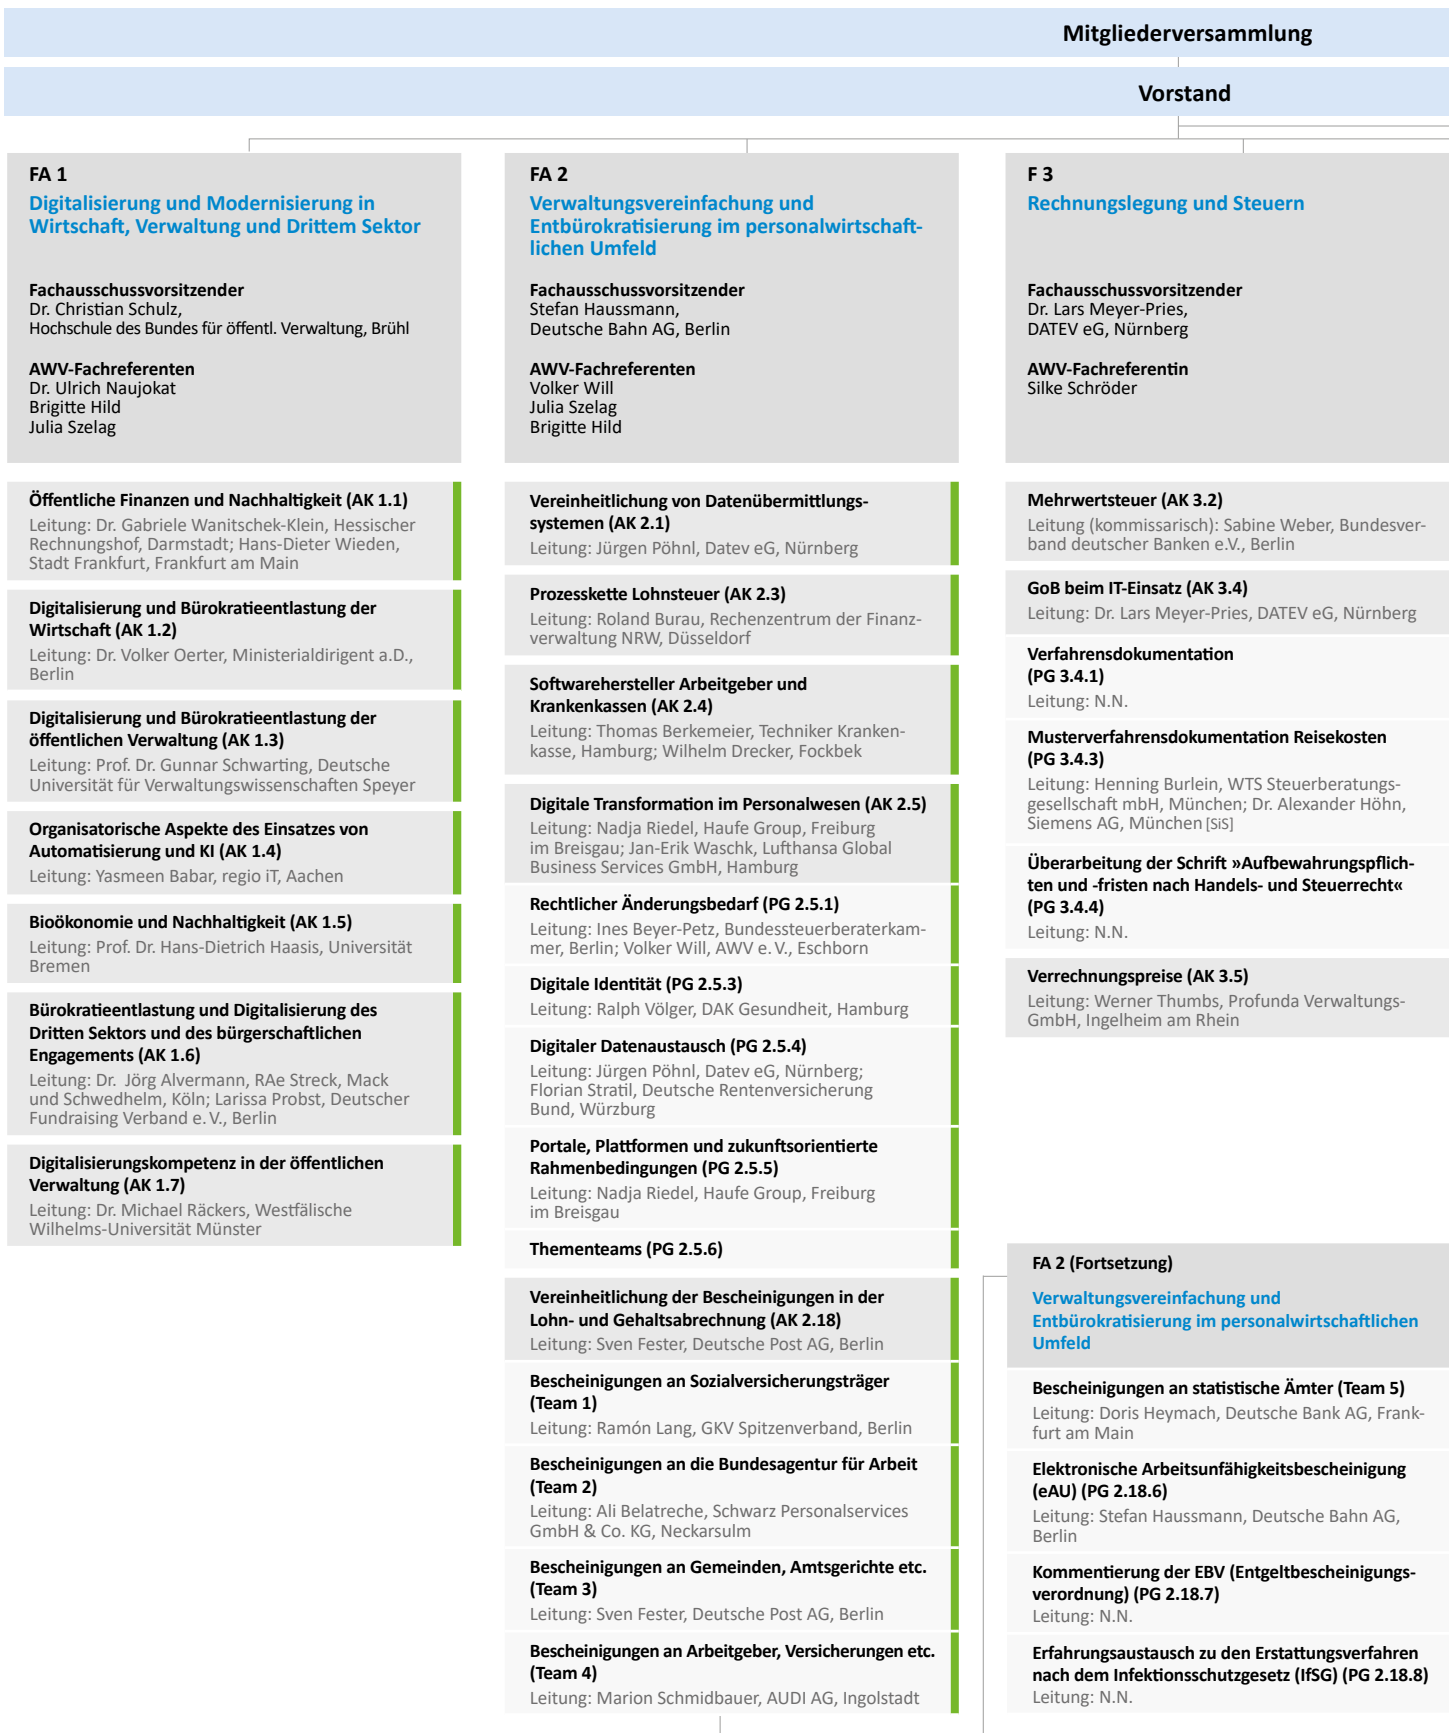 Mitgliederversammlung
Vorstand
FA 1
Digitalisierung und Modernisierung in
Wirtschaft, Verwaltung und Drittem Sektor
Fachausschussvorsitzender
Dr. Christian Schulz,
Hochschule des Bundes für öffentl. Verwaltung, Brühl
AWV-Fachreferenten
Dr. Ulrich Naujokat
Brigitte Hild
Julia Szelag
Öffentliche Finanzen und Nachhaltigkeit (AK 1.1)
Leitung: Dr. Gabriele Wanitschek-Klein, Hessischer
Rechnungshof, Darmstadt; Hans-Dieter Wieden,
Stadt Frankfurt, Frankfurt am Main
Digitalisierung und Bürokratieentlastung der
Wirtschaft (AK 1.2)
Leitung: Dr. Volker Oerter, Ministerialdirigent a.D.,
Berlin
Digitalisierung und Bürokratieentlastung der
öffentlichen Verwaltung (AK 1.3)
Leitung: Prof. Dr. Gunnar Schwarting, Deutsche
Universität für Verwaltungswissenschaften Speyer
Organisatorische Aspekte des Einsatzes von
Automatisierung und KI (AK 1.4)
Leitung: Yasmeen Babar, regio iT, Aachen
Bioökonomie und Nachhaltigkeit (AK 1.5)
Leitung: Prof. Dr. Hans-Dietrich Haasis, Universität
Bremen
Bürokratieentlastung und Digitalisierung des
Dritten Sektors und des bürgerschaftlichen
Engagements (AK 1.6)
Leitung: Dr. Jörg Alvermann, RAe Streck, Mack
und Schwedhelm, Köln; Larissa Probst, Deutscher
Fundraising Verband e. V., Berlin
Digitalisierungskompetenz in der öffentlichen
Verwaltung (AK 1.7)
Leitung: Dr. Michael Räckers, Westfälische
Wilhelms-Universität Münster
FA 2
Verwaltungsvereinfachung und
Entbürokratisierung im personalwirtschaft-
lichen Umfeld
Fachausschussvorsitzender
Stefan Haussmann,
Deutsche Bahn AG, Berlin
AWV-Fachreferenten
Volker Will
Julia Szelag
Brigitte Hild
Vereinheitlichung von Datenübermittlungs-
systemen (AK 2.1)
Leitung: Jürgen Pöhnl, Datev eG, Nürnberg
Prozesskette Lohnsteuer (AK 2.3)
Leitung: Roland Burau, Rechenzentrum der Finanz-
verwaltung NRW, Düsseldorf
Softwarehersteller Arbeitgeber und
Krankenkassen (AK 2.4)
Leitung: Thomas Berkemeier, Techniker Kranken-
kasse, Hamburg; Wilhelm Drecker, Fockbek
Digitale Transformation im Personalwesen (AK 2.5)
Leitung: Nadja Riedel, Haufe Group, Freiburg
im Breisgau; Jan-Erik Waschk, Lufthansa Global
Business Services GmbH, Hamburg
Rechtlicher Änderungsbedarf (PG 2.5.1)
Leitung: Ines Beyer-Petz, Bundessteuerberaterkam-
mer, Berlin; Volker Will, AWV e. V., Eschborn
Digitale Identität (PG 2.5.3)
Leitung: Ralph Völger, DAK Gesundheit, Hamburg
Digitaler Datenaustausch (PG 2.5.4)
Leitung: Jürgen Pöhnl, Datev eG, Nürnberg;
Florian Stratil, Deutsche Rentenversicherung
Bund, Würzburg
Portale, Plattformen und zukunftsorientierte
Rahmenbedingungen (PG 2.5.5)
Leitung: Nadja Riedel, Haufe Group, Freiburg
im Breisgau
Thementeams (PG 2.5.6)
Vereinheitlichung der Bescheinigungen in der
Lohn- und Gehaltsabrechnung (AK 2.18)
Leitung: Sven Fester, Deutsche Post AG, Berlin
Bescheinigungen an Sozialversicherungsträger
(Team 1)
Leitung: Ramón Lang, GKV Spitzenverband, Berlin
Bescheinigungen an die Bundesagentur für Arbeit
(Team 2)
Leitung: Ali Belatreche, Schwarz Personalservices
GmbH & Co. KG, Neckarsulm
Bescheinigungen an Gemeinden, Amtsgerichte etc.
(Team 3)
Leitung: Sven Fester, Deutsche Post AG, Berlin
Bescheinigungen an Arbeitgeber, Versicherungen etc.
(Team 4)
Leitung: Marion Schmidbauer, AUDI AG, Ingolstadt
F 3
Rechnungslegung und Steuern
Fachausschussvorsitzender
Dr. Lars Meyer-Pries,
DATEV eG, Nürnberg
AWV-Fachreferentin
Silke Schröder
Mehrwertsteuer (AK 3.2)
Leitung (kommissarisch): Sabine Weber, Bundesver-
band deutscher Banken e.V., Berlin
GoB beim IT-Einsatz (AK 3.4)
Leitung: Dr. Lars Meyer-Pries, DATEV eG, Nürnberg
Verfahrensdokumentation
(PG 3.4.1)
Leitung: N.N.
Musterverfahrensdokumentation Reisekosten
(PG 3.4.3)
Leitung: Henning Burlein, WTS Steuerberatungs-
gesellschaft mbH, München; Dr. Alexander Höhn,
Siemens AG, München [SiS]
Überarbeitung der Schrift »Aufbewahrungspflich-
ten und -fristen nach Handels- und Steuerrecht«
(PG 3.4.4)
Leitung: N.N.
Verrechnungspreise (AK 3.5)
Leitung: Werner Thumbs, Profunda Verwaltungs-
GmbH, Ingelheim am Rhein
FA 2 (Fortsetzung)
Verwaltungsvereinfachung und
Entbürokratisierung im personalwirtschaftlichen
Umfeld
Bescheinigungen an statistische Ämter (Team 5)
Leitung: Doris Heymach, Deutsche Bank AG, Frank-
furt am Main
Elektronische Arbeitsunfähigkeitsbescheinigung
(eAU) (PG 2.18.6)
Leitung: Stefan Haussmann, Deutsche Bahn AG,
Berlin
Kommentierung der EBV (Entgeltbescheinigungs-
verordnung) (PG 2.18.7)
Leitung: N.N.
Erfahrungsaustausch zu den Erstattungsverfahren
nach dem Infektionsschutzgesetz (IfSG) (PG 2.18.8)
Leitung: N.N.